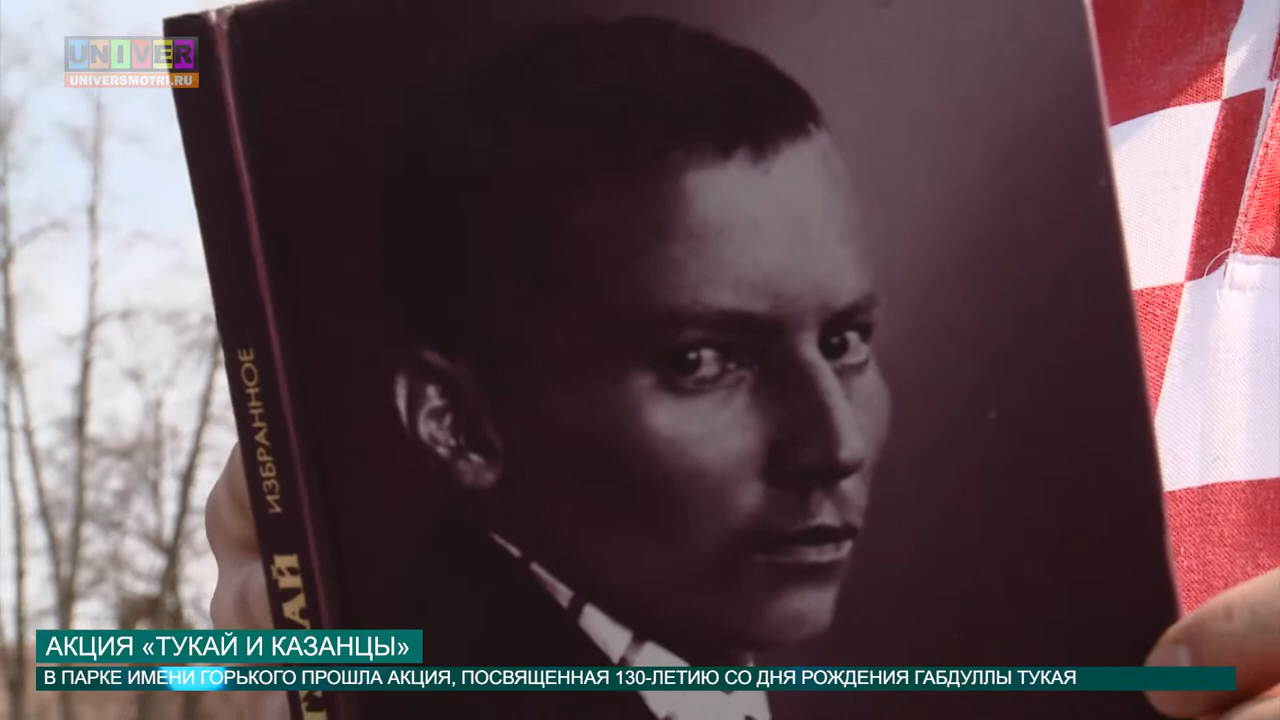 UNIVER
UNIVERSMOTRI.RU
ИЗБРАННОЕ
АКЦИЯ «ТУКАЙ И КАЗАНЦЫ»
В ПАРКЕ ИМЕНИ ГОРЬКОГО ПРОШЛА АКЦИЯ, ПОСВЯЩЕННАЯ 130-ЛЕТИЮ СО ДНЯ РОЖДЕНИЯ ГАБДУЛЛЫ ТУКАЯ